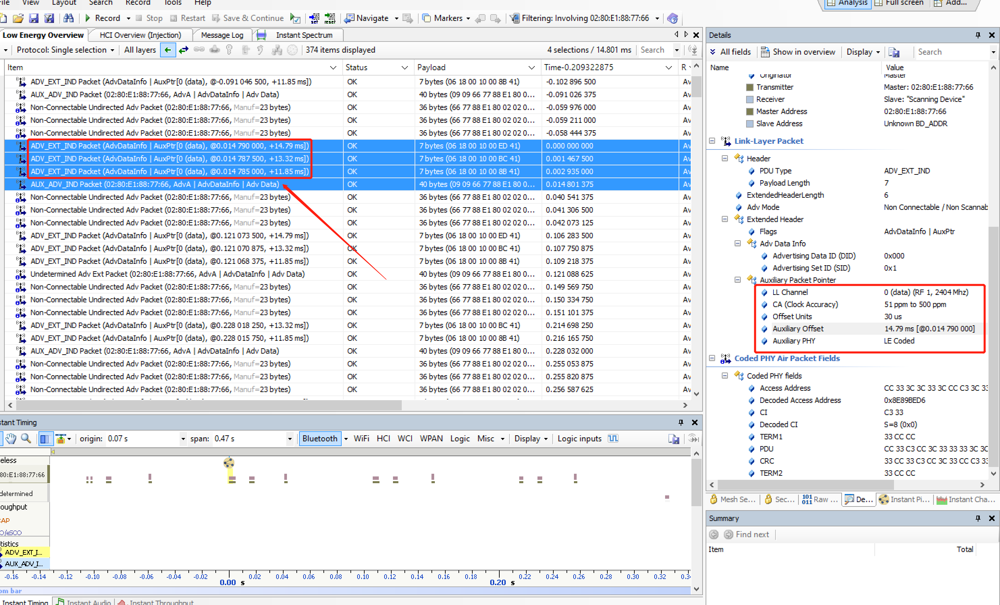 File View Layout Search Record Tools Help
Analysis Full screen Add...
Record Stop Restart Save & Continue set reset Navigate Markers Filtering: Involving 02:80:E1:88:77:66
Low Energy Overview HCI Overview (Injection) Message Log Instant Spectrum
Protocol: Single selection All layers 374 items displayed 4 selections / 14.801 ms Search
Item Status Payload Time-0.209322875 R
ADV_EXT_IND Packet (AdvDataInfo | AuxPtr[0 (data), @-0.091 046 500, +11.85 ms]) OK 7 bytes (06 18 00 10 00 8B 41) -0.102 896 500 Av
AUX_ADV_IND Packet (02:80:E1:88:77:66, AdvA | AdvDataInfo | Adv Data) OK 40 bytes (09 09 66 77 88 E1 80 0... -0.091 026 375 Av
Non-Connectable Undirected Adv Packet (02:80:E1:88:77:66, Manuf=23 bytes) OK 36 bytes (66 77 88 E1 80 02 02 0... -0.059 976 000 Av
Non-Connectable Undirected Adv Packet (02:80:E1:88:77:66, Manuf=23 bytes) OK 36 bytes (66 77 88 E1 80 02 02 0... -0.059 211 000 Av
Non-Connectable Undirected Adv Packet (02:80:E1:88:77:66, Manuf=23 bytes) OK 36 bytes (66 77 88 E1 80 02 02 0... -0.058 444 375 Av
ADV_EXT_IND Packet (AdvDataInfo | AuxPtr[0 (data), @0.014 790 000, +14.79 ms]) OK 7 bytes (06 18 00 10 00 ED 41) 0.000 000 000 Av
ADV_EXT_IND Packet (AdvDataInfo | AuxPtr[0 (data), @0.014 787 500, +13.32 ms]) OK 7 bytes (06 18 00 10 00 BC 41) 0.001 467 500 Av
ADV_EXT_IND Packet (AdvDataInfo | AuxPtr[0 (data), @0.014 785 000, +11.85 ms]) OK 7 bytes (06 18 00 10 00 8B 41) 0.002 935 000 Av
AUX_ADV_IND Packet (02:80:E1:88:77:66, AdvA | AdvDataInfo | Adv Data) OK 40 bytes (09 09 66 77 88 E1 80 0... 0.014 801 375 Av
Non-Connectable Undirected Adv Packet (02:80:E1:88:77:66, Manuf=23 bytes) OK 36 bytes (66 77 88 E1 80 02 02 0... 0.040 541 375 Av
Non-Connectable Undirected Adv Packet (02:80:E1:88:77:66, Manuf=23 bytes) OK 36 bytes (66 77 88 E1 80 02 02 0... 0.041 306 500 Av
Non-Connectable Undirected Adv Packet (02:80:E1:88:77:66, Manuf=23 bytes) OK 36 bytes (66 77 88 E1 80 02 02 0... 0.042 073 125 Av
ADV_EXT_IND Packet (AdvDataInfo | AuxPtr[0 (data), @0.121 073 500, +14.79 ms]) OK 7 bytes (06 18 00 10 00 ED 41) 0.106 283 500 Av
ADV_EXT_IND Packet (AdvDataInfo | AuxPtr[0 (data), @0.121 070 875, +13.32 ms]) OK 7 bytes (06 18 00 10 00 BC 41) 0.107 750 875 Av
ADV_EXT_IND Packet (AdvDataInfo | AuxPtr[0 (data), @0.121 068 375, +11.85 ms]) OK 7 bytes (06 18 00 10 00 8B 41) 0.109 218 375 Av
Undetermined Adv Ext Packet (02:80:E1:88:77:66, AdvA | AdvDataInfo | Adv Data) OK 40 bytes (09 09 66 77 88 E1 80 0... 0.121 088 625 Av
Non-Connectable Undirected Adv Packet (02:80:E1:88:77:66, Manuf=23 bytes) OK 36 bytes (66 77 88 E1 80 02 02 0... 0.149 569 750 Av
Non-Connectable Undirected Adv Packet (02:80:E1:88:77:66, Manuf=23 bytes) OK 36 bytes (66 77 88 E1 80 02 02 0... 0.150 334 750 Av
Non-Connectable Undirected Adv Packet (02:80:E1:88:77:66, Manuf=23 bytes) OK 36 bytes (66 77 88 E1 80 02 02 0... 0.151 101 375 Av
ADV_EXT_IND Packet (AdvDataInfo | AuxPtr[0 (data), @0.228 018 250, +13.32 ms]) OK 7 bytes (06 18 00 10 00 BC 41) 0.214 698 250 Av
ADV_EXT_IND Packet (AdvDataInfo | AuxPtr[0 (data), @0.228 015 750, +11.85 ms]) OK 7 bytes (06 18 00 10 00 8B 41) 0.216 165 750 Av
AUX_ADV_IND Packet (02:80:E1:88:77:66, AdvA | AdvDataInfo | Adv Data) OK 40 bytes (09 09 66 77 88 E1 80 0... 0.228 032 000 Av
Non-Connectable Undirected Adv Packet (02:80:E1:88:77:66, Manuf=23 bytes) OK 36 bytes (66 77 88 E1 80 02 02 0... 0.255 053 875 Av
Non-Connectable Undirected Adv Packet (02:80:E1:88:77:66, Manuf=23 bytes) OK 36 bytes (66 77 88 E1 80 02 02 0... 0.255 820 875 Av
Non-Connectable Undirected Adv Packet (02:80:E1:88:77:66, Manuf=23 bytes) OK 36 bytes (66 77 88 E1 80 02 02 0... 0.256 587 625 Av
stant Timing
origin: 0.07 s span: 0.47 s Bluetooth WiFi HCI WCI WPAN Logic Misc Display Logic inputs
eless
80:E1:88:77:66
determined
oughput
CAP
O/eSCO
tistics
ADV_EXT_I...
AUX_ADV_I...
-0.16 -0.14 -0.12 -0.10 -0.08 -0.06 -0.04 -0.02 0.02 0.04 0.06 0.08 0.10 0.12 0.14 0.16 0.18 0.22 0.24 0.26 0.28 0.30 0.32 0.3
0.00 s 0.20 s
om bar
Instant Timing Instant Audio Instant Throughput
Details
All fields Show in overview Display Search
Name Value
Originator Master
Transmitter Master: 02:80:E1:88:77:66
Receiver Slave: "Scanning Device"
Master Address 02:80:E1:88:77:66
Slave Address Unknown BD_ADDR
Link-Layer Packet
Header
PDU Type ADV_EXT_IND
Payload Length 7
ExtendedHeaderLength 6
Adv Mode Non Connectable / Non Scannab
Extended Header
Flags AdvDataInfo | AuxPtr
Adv Data Info
Advertising Data ID (DID) 0x000
Advertising Set ID (SID) 0x1
Auxiliary Packet Pointer
LL Channel 0 (data) (RF 1, 2404 Mhz)
CA (Clock Accuracy) 51 ppm to 500 ppm
Offset Units 30 us
Auxiliary Offset 14.79 ms [@0.014 790 000]
Auxiliary PHY LE Coded
Coded PHY Air Packet Fields
Coded PHY fields
Access Address CC 33 3C 3C 33 3C CC C3 3C 33
Decoded Access Address 0x8E89BED6
CI C3 33
Decoded CI S=8 (0x0)
TERM1 33 CC CC
PDU CC 33 C3 CC 3C 33 33 33 3C 3C
CRC 33 CC 33 C3 CC 3C 33 CC C3 33
TERM2 33 CC CC
Mesh Se... Sec... 101 011 Raw ... De... Instant Pi... Instant Cha...
Summary
Find next
Item Total